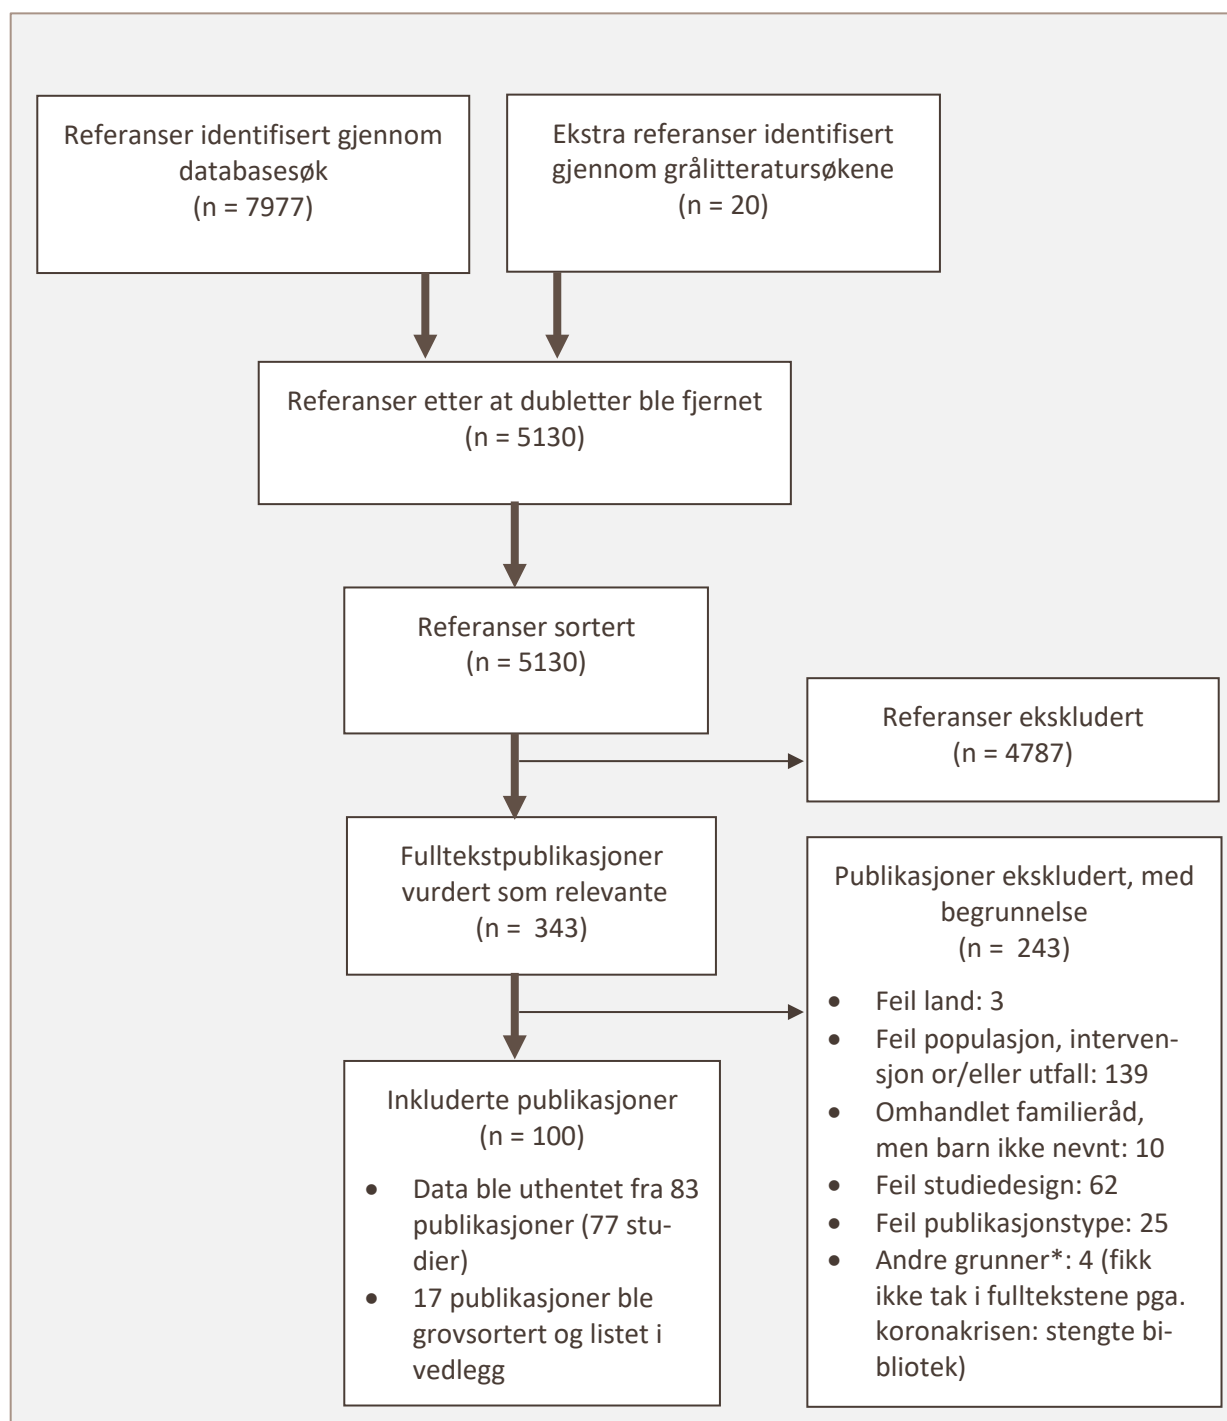 Referanser identifisert gjennom
databasesøk
(n = 7977)
Ekstra referanser identifisert
gjennom grålitteratursøkene
(n = 20)
Referanser etter at dubletter ble fjernet
(n = 5130)
Referanser sortert
(n = 5130)
Referanser ekskludert
(n = 4787)
Fulltekstpublikasjoner
vurdert som relevante
(n =  343)
Publikasjoner ekskludert, med
begrunnelse
(n =  243)
• Feil land: 3
• Feil populasjon, interven-
sjon or/eller utfall: 139
• Omhandlet familieråd,
men barn ikke nevnt: 10
• Feil studiedesign: 62
• Feil publikasjonstype: 25
• Andre grunner*: 4 (fikk
ikke tak i fulltekstene pga.
koronakrisen: stengte bi-
bliotek)
Inkluderte publikasjoner
(n = 100)
• Data ble uthentet fra 83
publikasjoner (77 stu-
dier)
• 17 publikasjoner ble
grovsortert og listet i
vedlegg